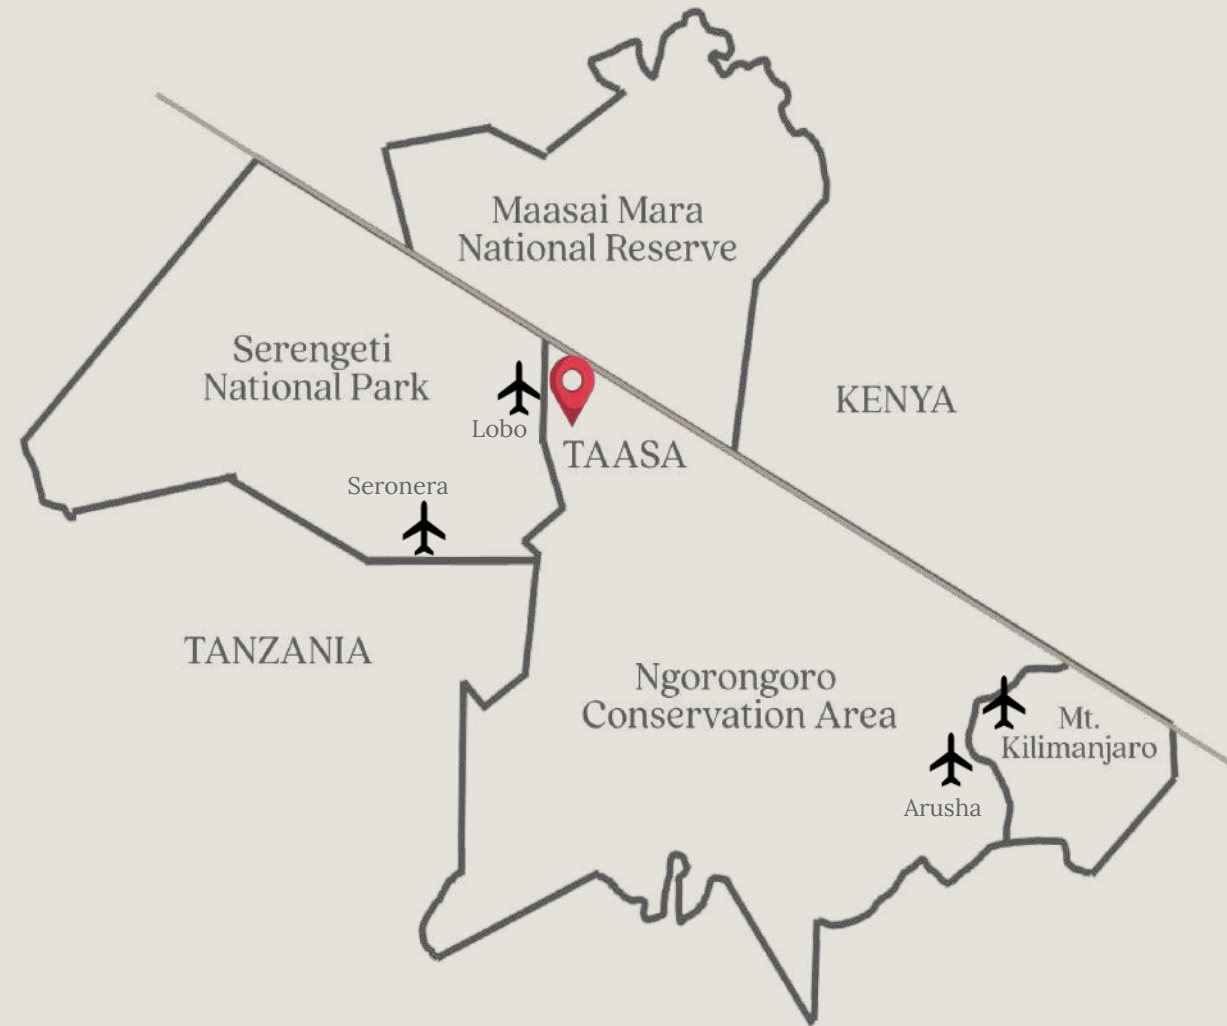 Maasai Mara
National Reserve
Serengeti
National Park
KENYA
Lobo
TAASA
Seronera
TANZANIA
Ngorongoro
Conservation Area
Mt.
Kilimanjaro
Arusha